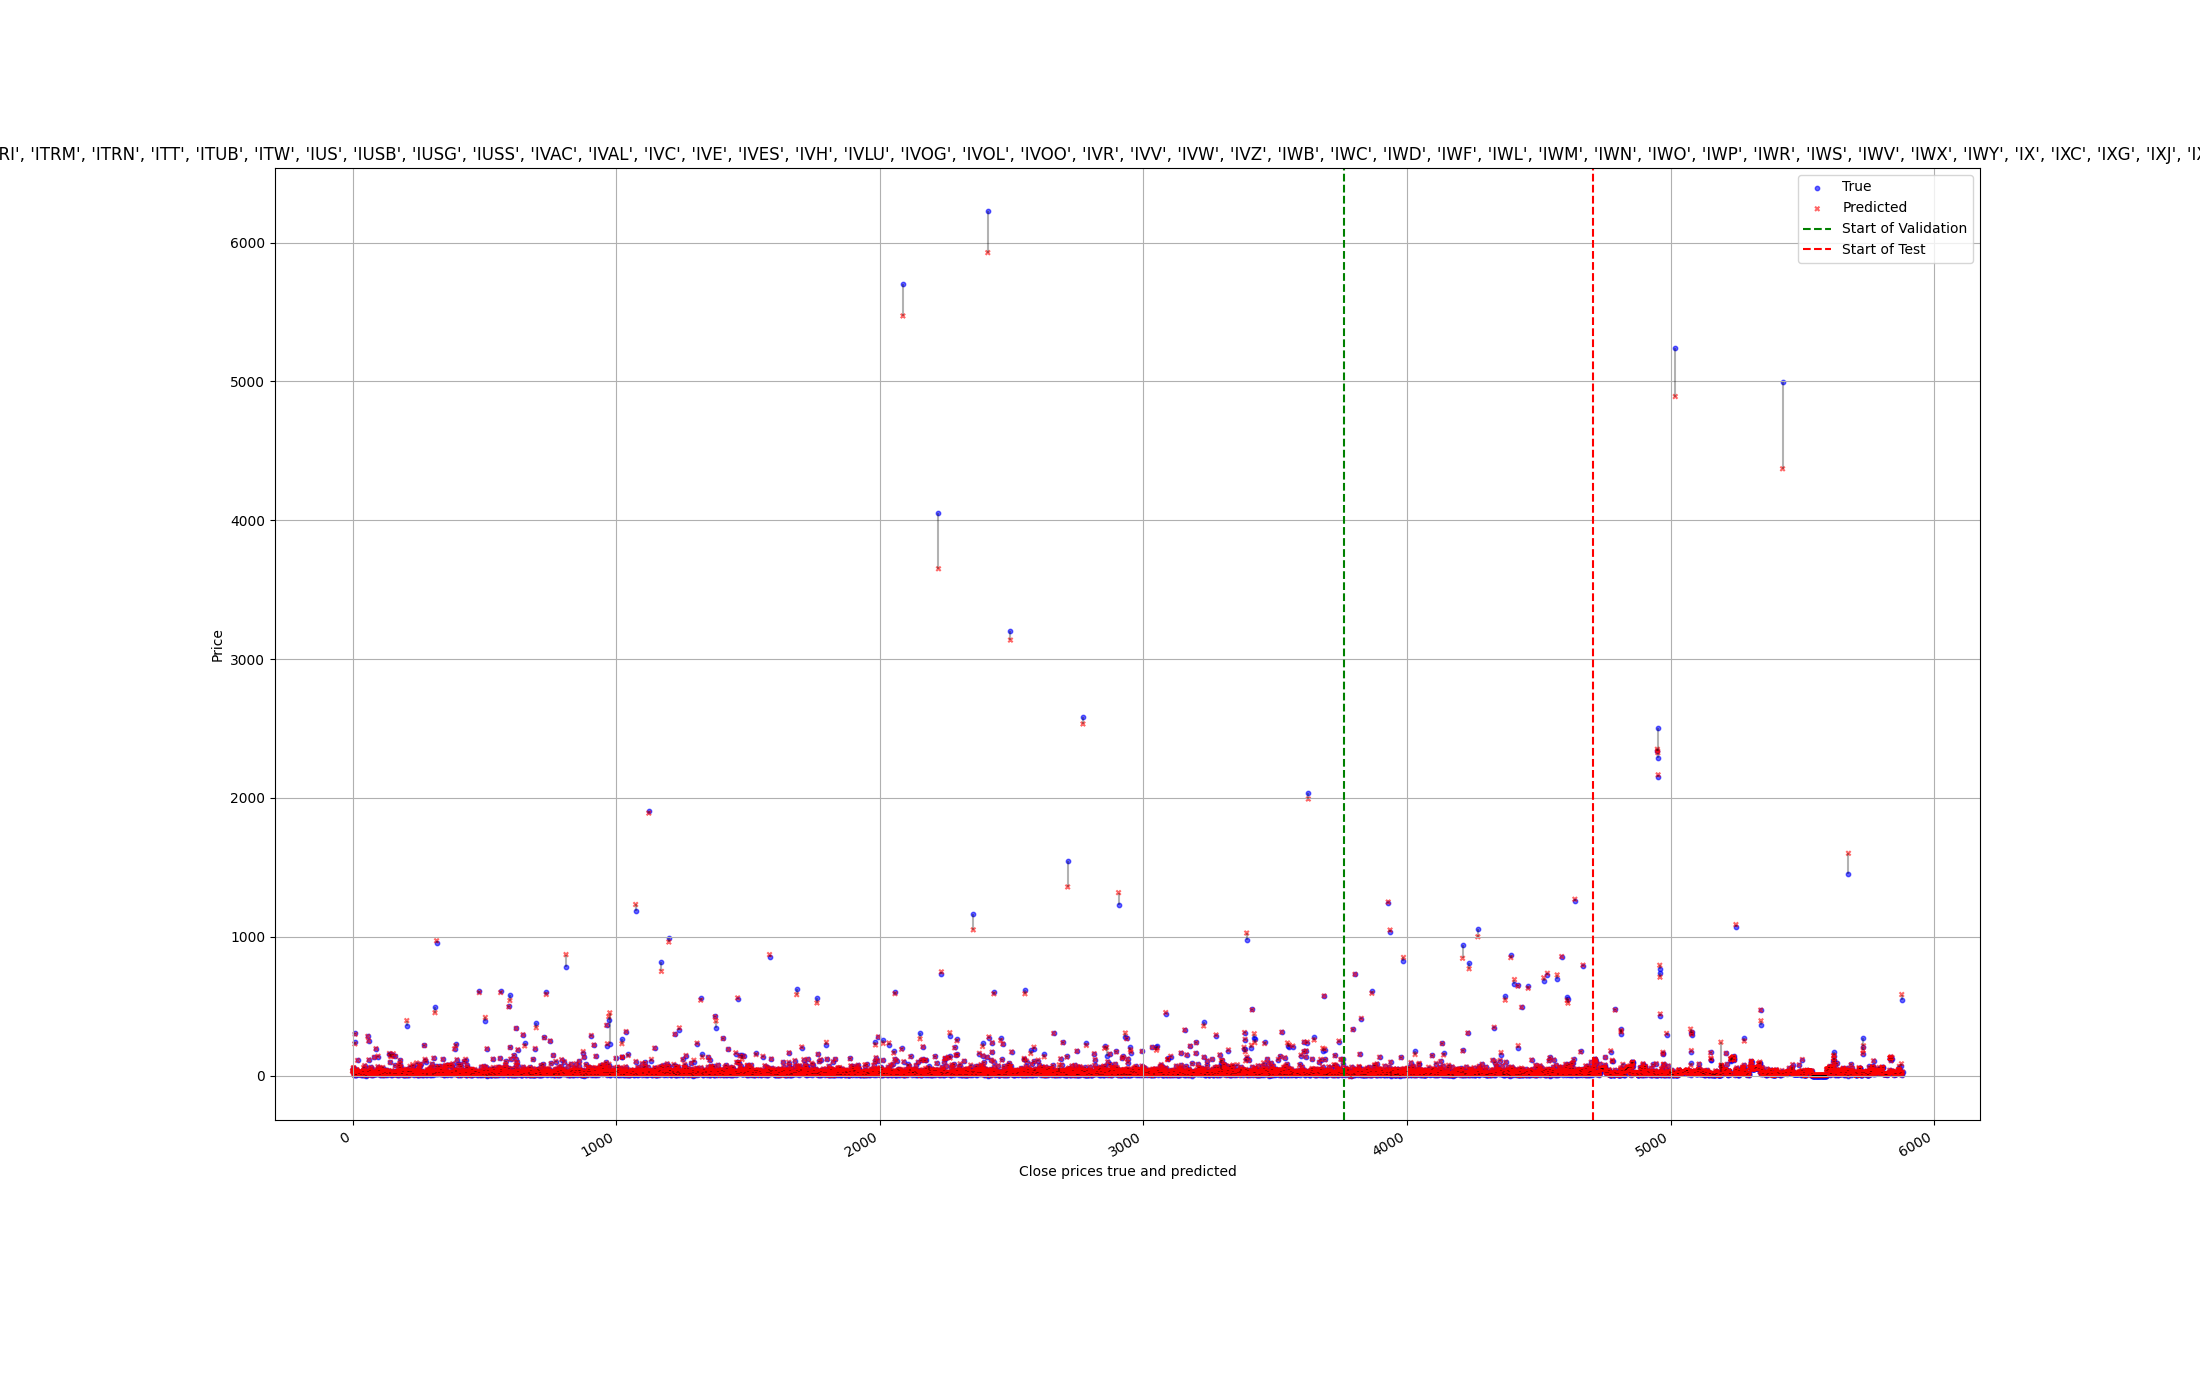 RI', 'ITRM', 'ITRN', 'ITT', 'ITUB', 'ITW', 'IUS', 'IUSB', 'IUSG', 'IUSS', 'IVAC', 'IVAL', 'IVC', 'IVE', 'IVES', 'IVH', 'IVLU', 'IVOG', 'IVOL', 'IVOO', 'IVR', 'IVV', 'IVW', 'IVZ', 'IWB', 'IWC', 'IWD', 'IWF', 'IWL', 'IWM', 'IWN', 'IWO', 'IWP', 'IWR', 'IWS', 'IWV', 'IWX', 'IWY', 'IX', 'IXC', 'IXG', 'IXJ', 'IX
True
Predicted
Start of Validation
Start of Test
6000
5000
4000
3000
2000
1000
0
Price
0 1000 2000 3000 4000 5000 6000
Close prices true and predicted